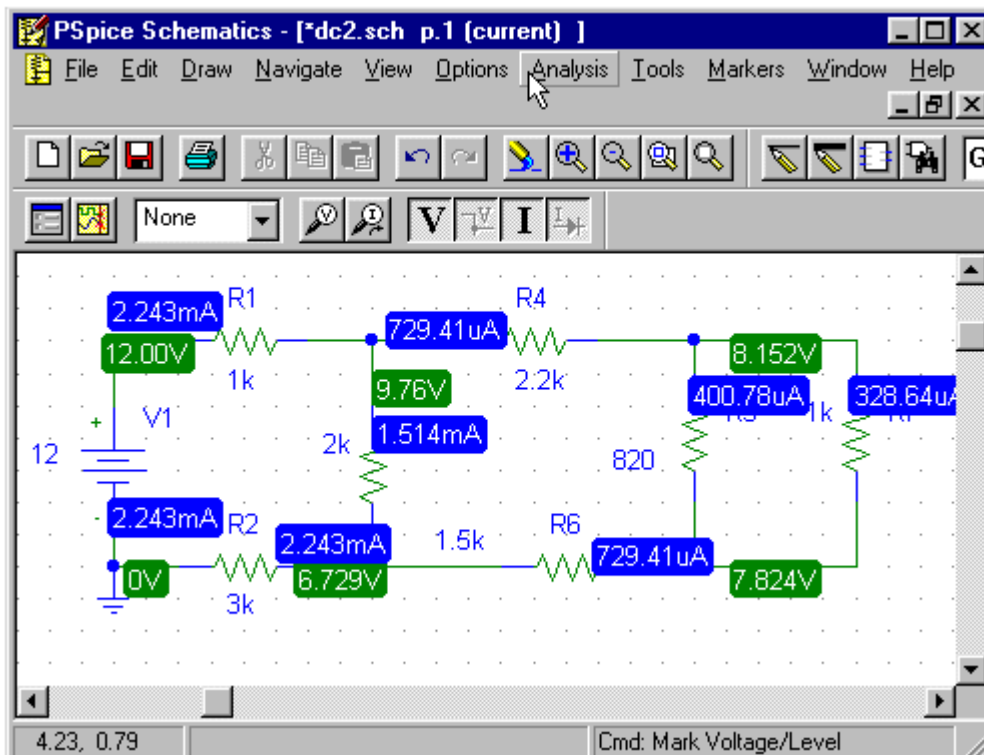 PSpice Schematics - [*dc2.sch p.1 (current) ]
File Edit Draw Navigate View Options Analysis Tools Markers Window Help
G
None V I
R1 R4
2.243mA
729.41uA
12.00V 8.152V
1k 2.2k
9.76V 400.78uA 1k 328.64uA
+ V1
1.514mA
2k
12 820
2.243mA
- R2 R6
1.5k
2.243mA 729.41uA
0V 6.729V 7.824V
3k
4.23, 0.79 Cmd: Mark Voltage/Level